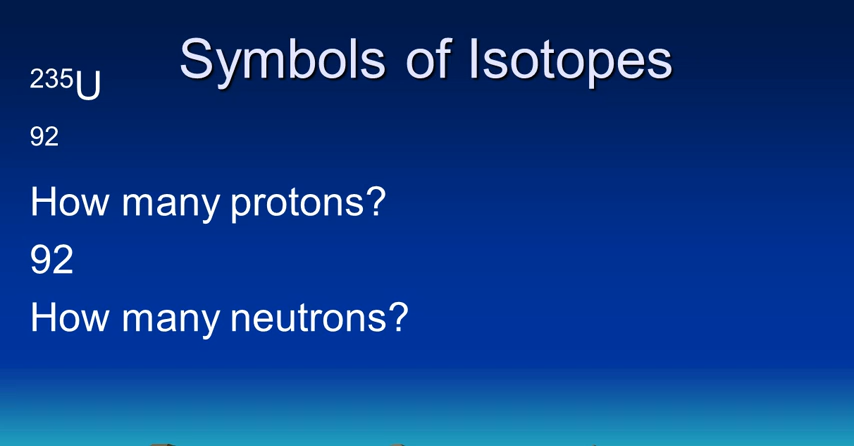 Symbols of Isotopes
235U
92
How many protons?
92
How many neutrons?